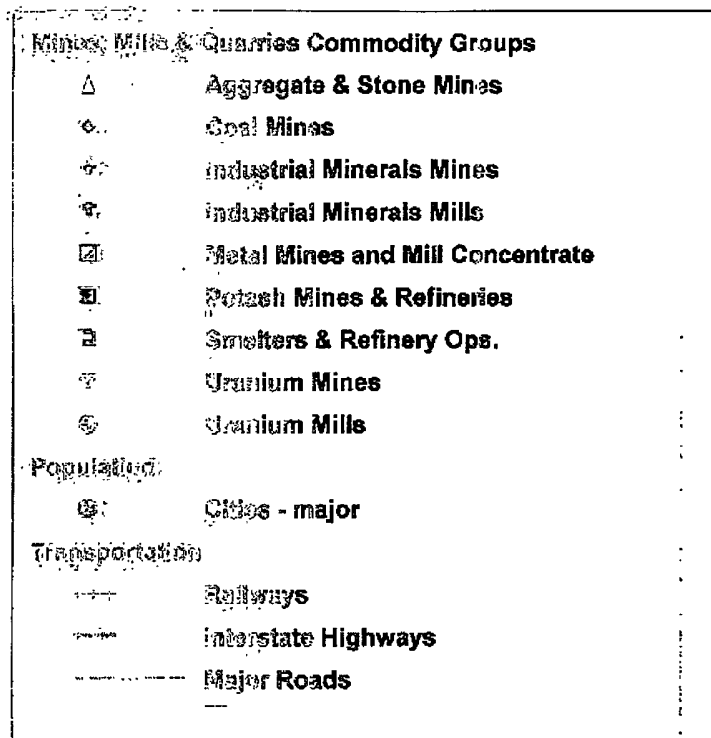 Mines, Mills & Quarries Commodity Groups
Aggregate & Stone Mines
Coal Mines
Industrial Minerals Mines
Industrial Minerals Mills
Metal Mines and Mill Concentrate
Potash Mines & Refineries
Smelters & Refinery Ops.
Uranium Mines
Uranium Mills
Population
Cities - major
Transportation
Railways
Interstate Highways
Major Roads